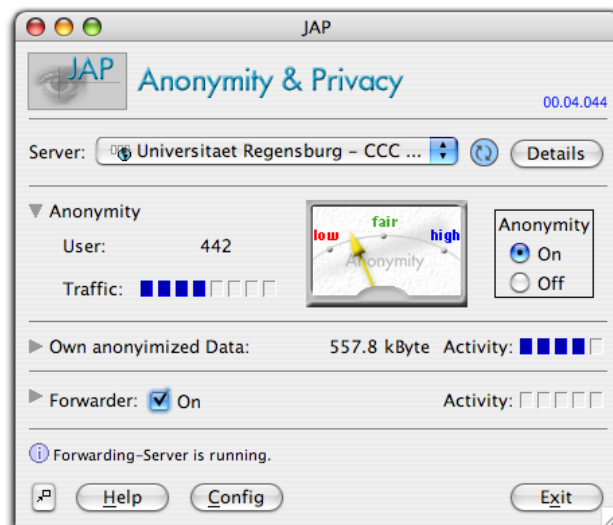 JAP
JAP Anonymity & Privacy
00.04.044
Server: Universitaet Regensburg – CCC ... Details
Anonymity
User: 442
Traffic:
low fair high
Anonymity
Anonymity
On
Off
Own anonyimized Data: 557.8 kByte Activity:
Forwarder: On Activity:
Forwarding-Server is running.
Help Config Exit